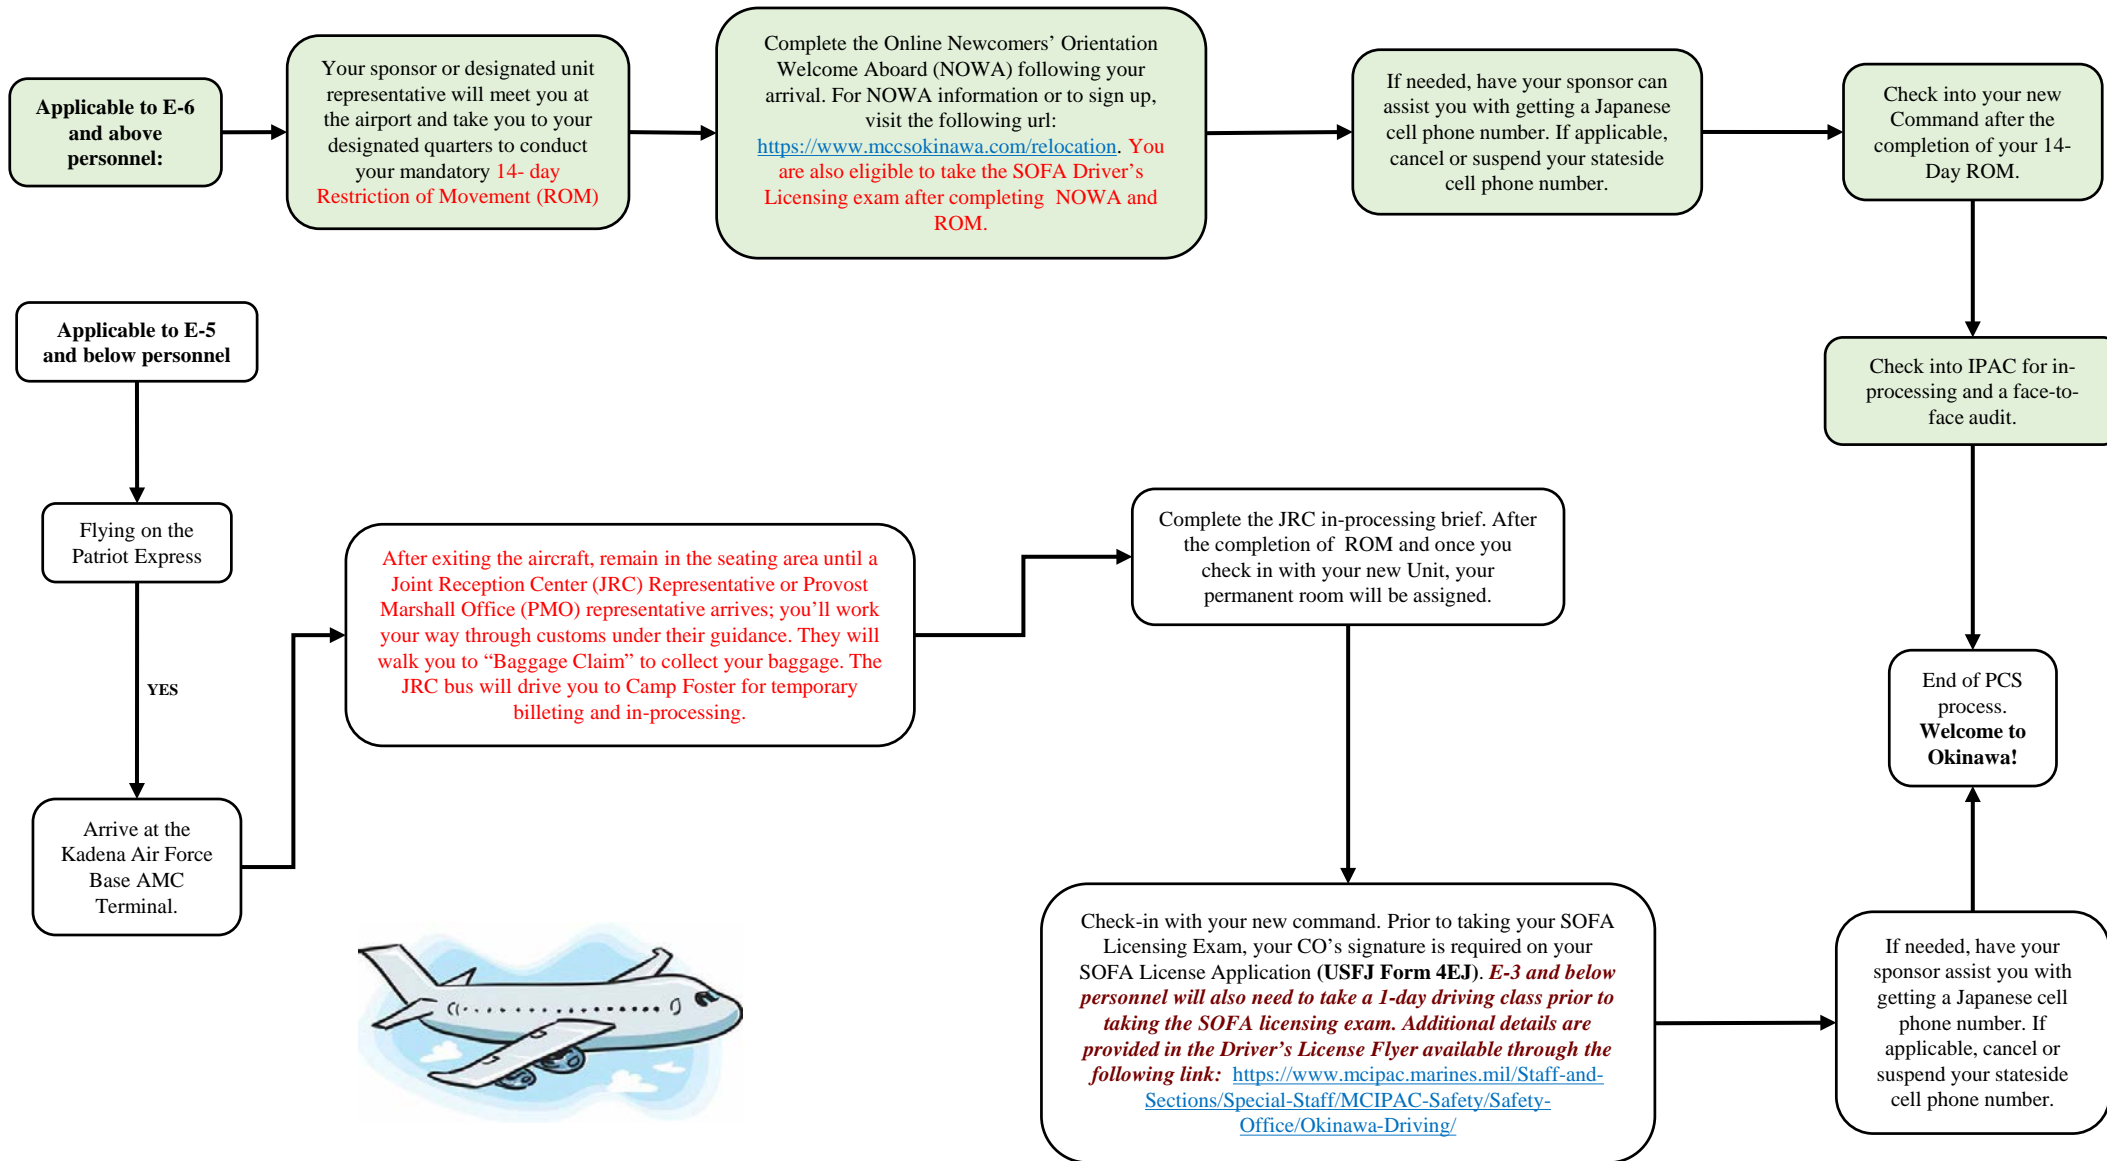 Applicable to E-6
and above
personnel:
Your sponsor or designated unit
representative will meet you at
the airport and take you to your
designated quarters to conduct
your mandatory 14- day
Restriction of Movement (ROM)
Complete the Online Newcomers’ Orientation
Welcome Aboard (NOWA) following your
arrival. For NOWA information or to sign up,
visit the following url:
https://www.mccsokinawa.com/relocation. You
are also eligible to take the SOFA Driver’s
Licensing exam after completing NOWA and
ROM.
If needed, have your sponsor can
assist you with getting a Japanese
cell phone number. If applicable,
cancel or suspend your stateside
cell phone number.
Check into your new
Command after the
completion of your 14-
Day ROM.
Check into IPAC for in-
processing and a face-to-
face audit.
Applicable to E-5
and below personnel
Flying on the
Patriot Express
YES
Arrive at the
Kadena Air Force
Base AMC
Terminal.
After exiting the aircraft, remain in the seating area until a
Joint Reception Center (JRC) Representative or Provost
Marshall Office (PMO) representative arrives; you’ll work
your way through customs under their guidance. They will
walk you to “Baggage Claim” to collect your baggage. The
JRC bus will drive you to Camp Foster for temporary
billeting and in-processing.
Complete the JRC in-processing brief. After
the completion of ROM and once you
check in with your new Unit, your
permanent room will be assigned.
Check-in with your new command. Prior to taking your SOFA
Licensing Exam, your CO’s signature is required on your
SOFA License Application (USFJ Form 4EJ). E-3 and below
personnel will also need to take a 1-day driving class prior to
taking the SOFA licensing exam. Additional details are
provided in the Driver’s License Flyer available through the
following link: https://www.mcipac.marines.mil/Staff-and-
Sections/Special-Staff/MCIPAC-Safety/Safety-
Office/Okinawa-Driving/
If needed, have your
sponsor assist you with
getting a Japanese cell
phone number. If
applicable, cancel or
suspend your stateside
cell phone number.
End of PCS
process.
Welcome to
Okinawa!